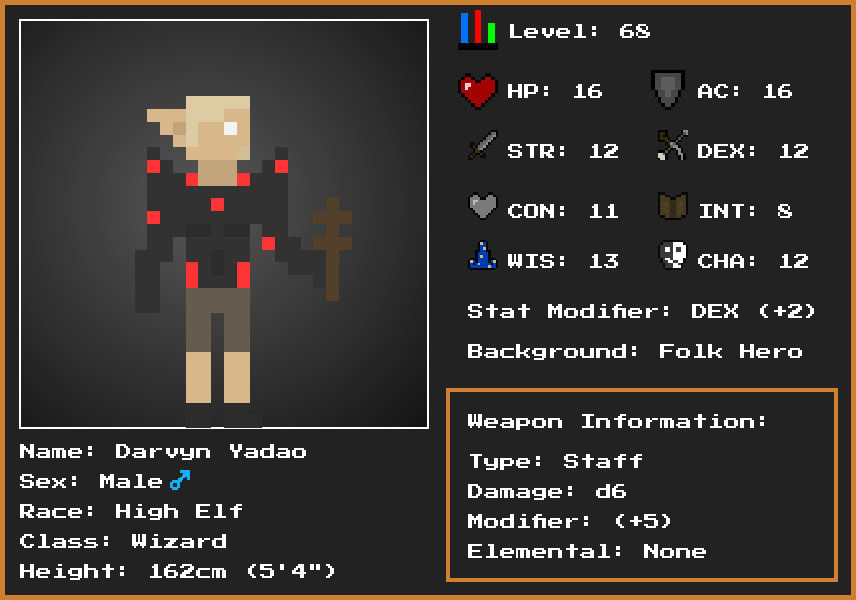 Level: 68
HP: 16
AC: 16
STR: 12
DEX: 12
CON: 11
INT: 8
WIS: 13
CHA: 12
Stat Modifier: DEX (+2)
Background: Folk Hero
Weapon Information:
Type: Staff
Damage: d6
Modifier: (+5)
Elemental: None
Name: Darvyn Yadao
Sex: Male♂
Race: High Elf
Class: Wizard
Height: 162cm (5'4")